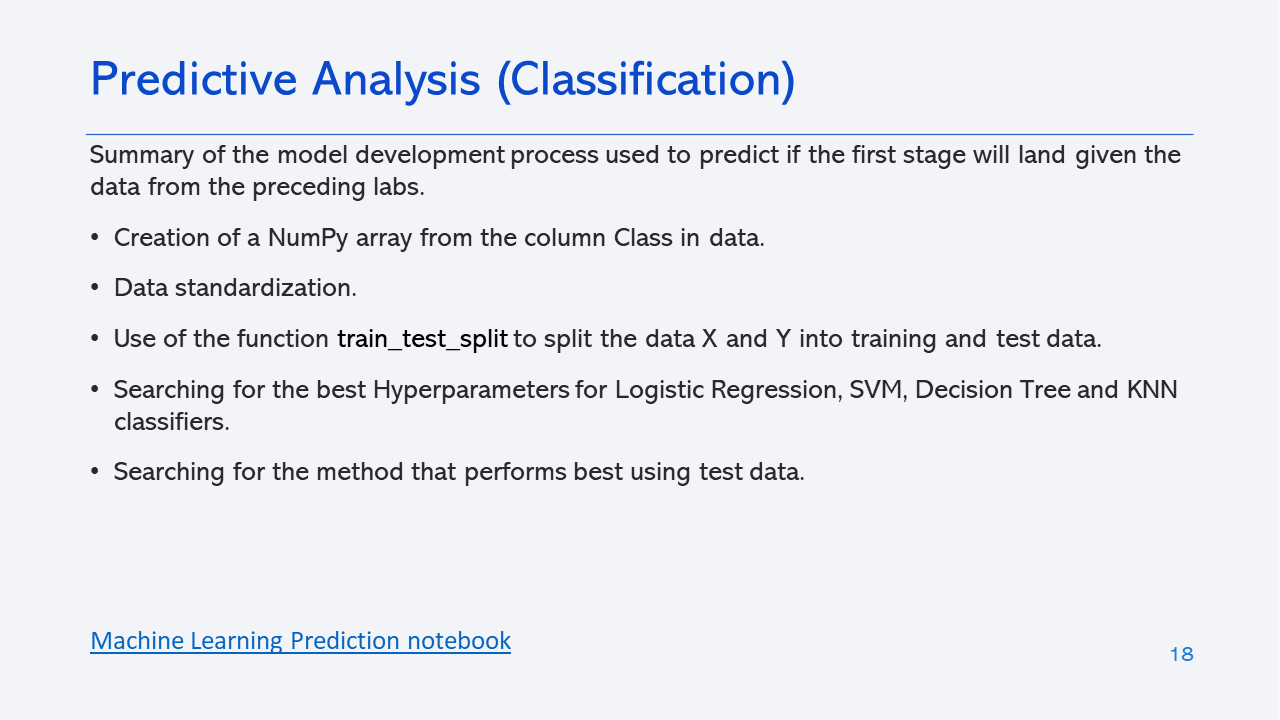 Predictive Analysis (Classification)
Summary of the model development process used to predict if the first stage will land given the
data from the preceding labs.
• Creation of a NumPy array from the column Class in data.
• Data standardization.
• Use of the function train_test_split to split the data X and Y into training and test data.
• Searching for the best Hyperparameters for Logistic Regression, SVM, Decision Tree and KNN
classifiers.
• Searching for the method that performs best using test data.
Machine Learning Prediction notebook
18